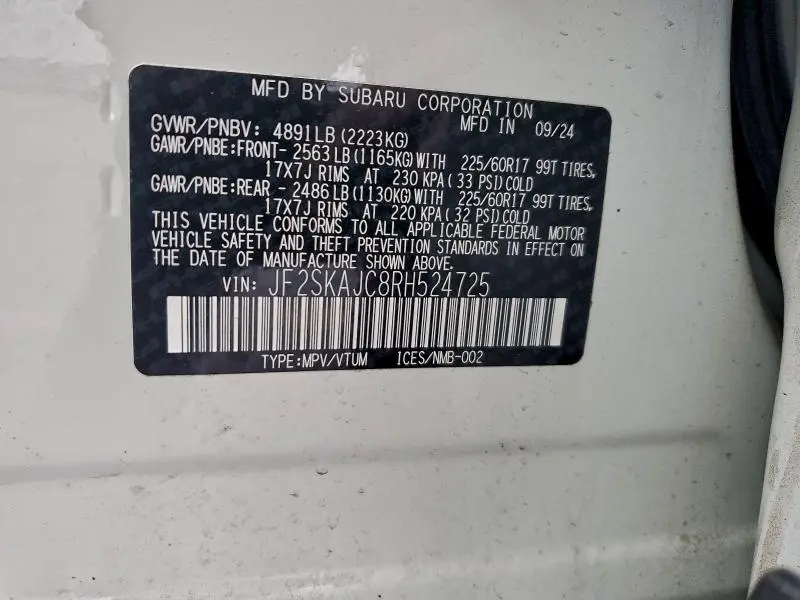 MFD BY SUBARU CORPORATION
MFD IN 09/24
GVWR/PNBV: 4891LB (2223KG)
GAWR/PNBE:FRONT- 2563LB (1165KG) WITH 225/60R17 99T TIRES,
17X7J RIMS AT 230 KPA (33 PSI) COLD
GAWR/PNBE:REAR - 2486LB (1130KG) WITH 225/60R17 99T TIRES,
17X7J RIMS AT 220 KPA (32 PSI) COLD
THIS VEHICLE CONFORMS TO ALL APPLICABLE FEDERAL MOTOR
VEHICLE SAFETY AND THEFT PREVENTION STANDARDS IN EFFECT ON
THE DATE OF MANUFACTURE SHOWN ABOVE.
VIN: JF2SKAJC8RH524725
TYPE:MPV/VTUM ICES/NMB-002